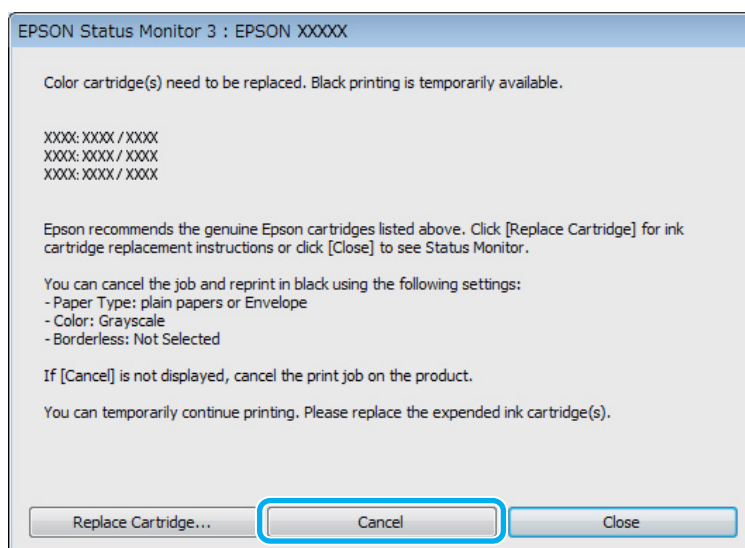 EPSON Status Monitor 3 : EPSON XXXXX
Color cartridge(s) need to be replaced. Black printing is temporarily available.
XXXX: XXXX / XXXX
XXXX: XXXX / XXXX
XXXX: XXXX / XXXX
Epson recommends the genuine Epson cartridges listed above. Click [Replace Cartridge] for ink
cartridge replacement instructions or click [Close] to see Status Monitor.
You can cancel the job and reprint in black using the following settings:
- Paper Type: plain papers or Envelope
- Color: Grayscale
- Borderless: Not Selected
If [Cancel] is not displayed, cancel the print job on the product.
You can temporarily continue printing. Please replace the expended ink cartridge(s).
Replace Cartridge... Cancel Close